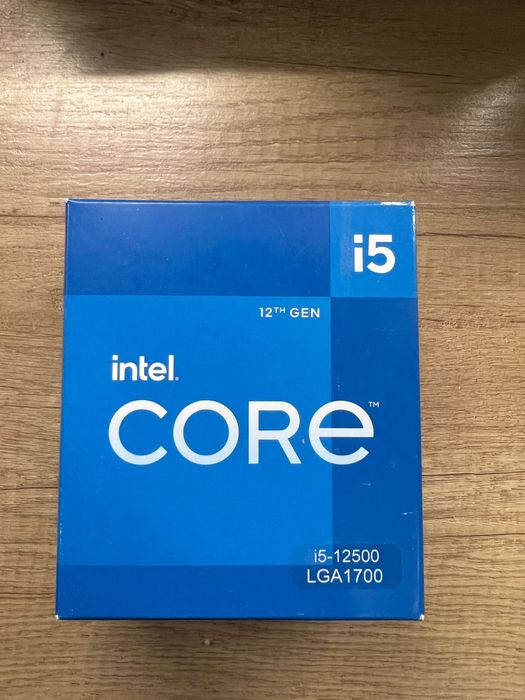 i5
12TH GEN
intel.
CORE™
i5-12500
LGA1700